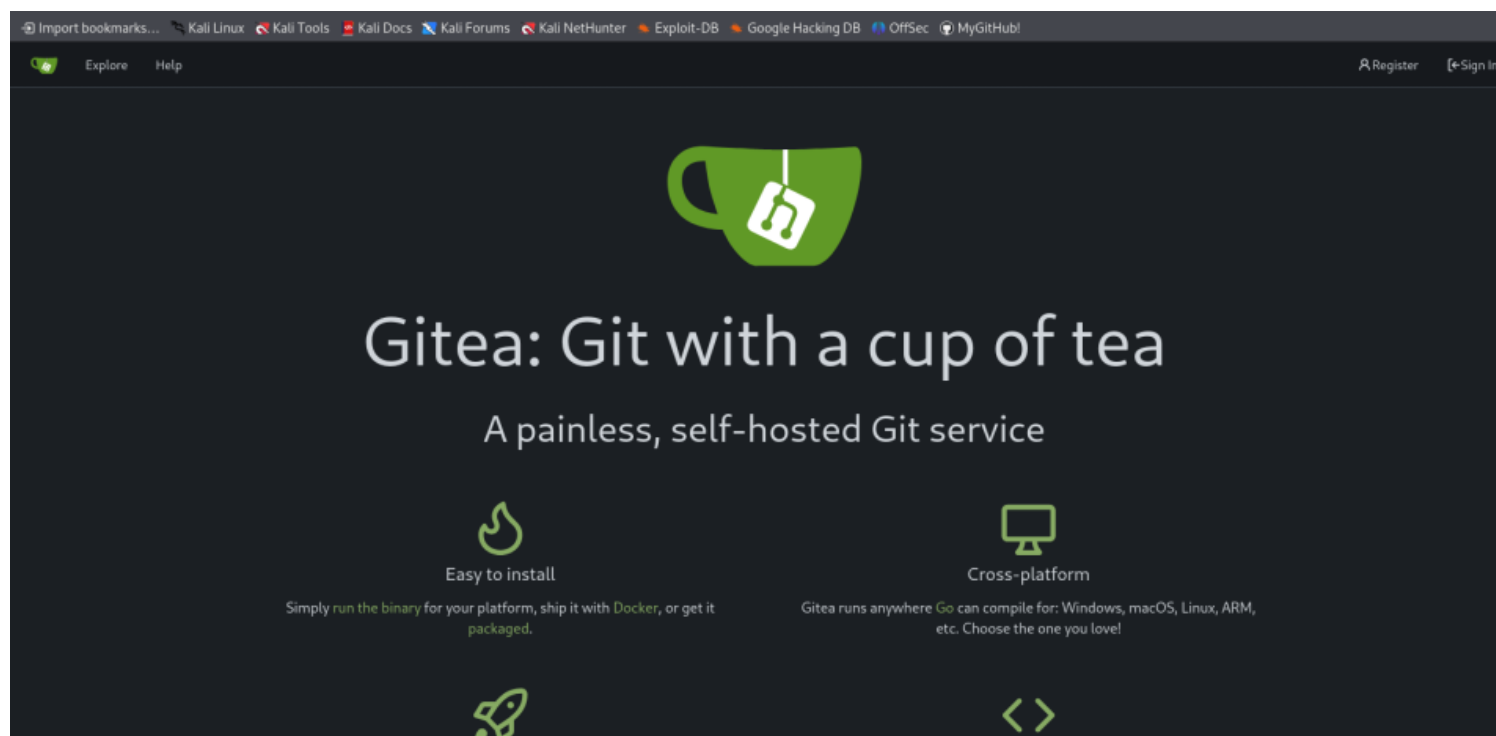 Import bookmarks... Kali Linux Kali Tools Kali Docs Kali Forums Kali NetHunter Exploit-DB Google Hacking DB OffSec MyGitHub!
Explore Help Register Sign In
Gitea: Git with a cup of tea
A painless, self-hosted Git service
Easy to install
Simply run the binary for your platform, ship it with Docker, or get it
packaged.
Cross-platform
Gitea runs anywhere Go can compile for: Windows, macOS, Linux, ARM,
etc. Choose the one you love!